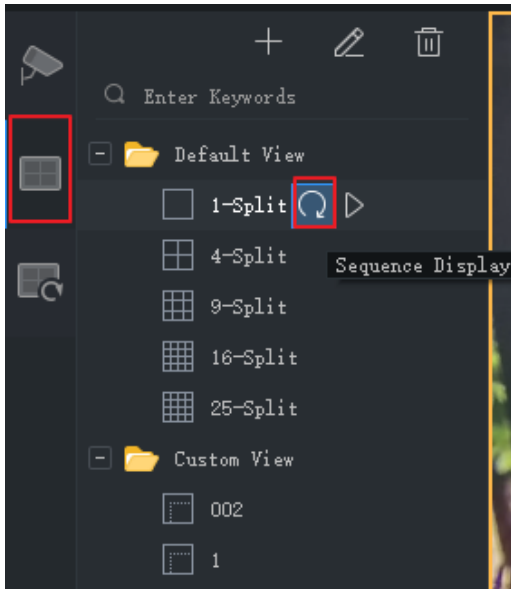 Enter Keywords
Default View
1-Split
Sequence Display
4-Split
9-Split
16-Split
25-Split
Custom View
002
1